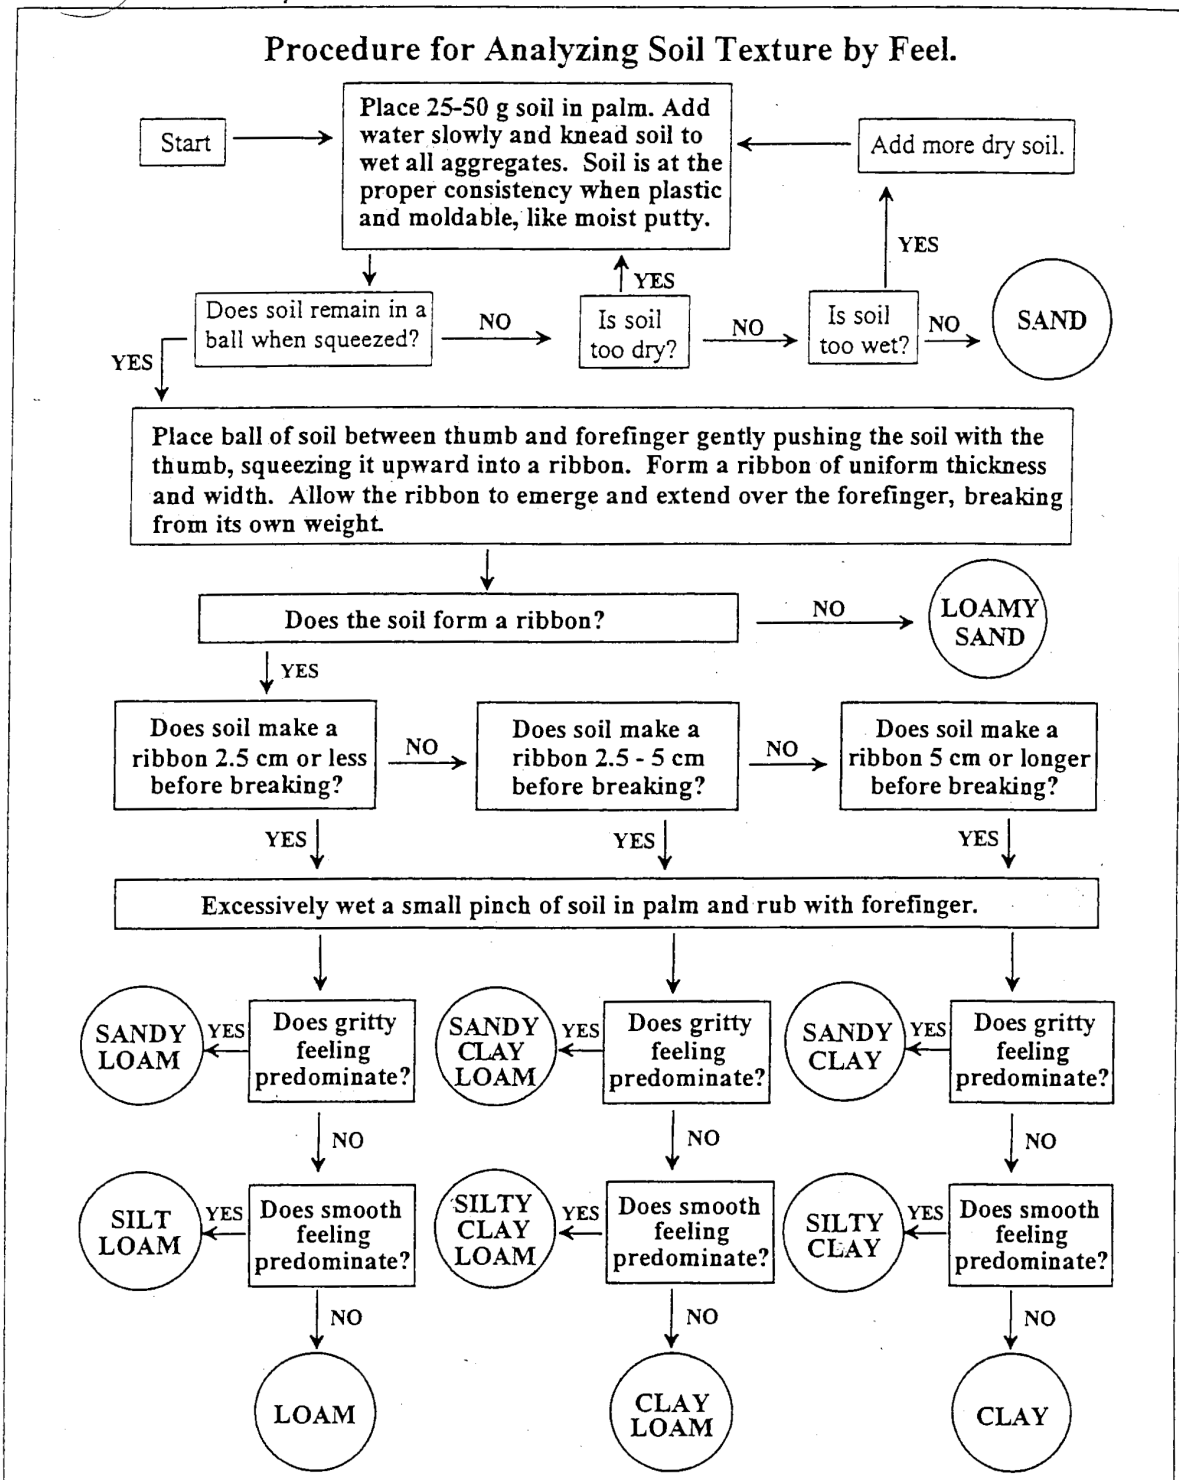 Procedure for Analyzing Soil Texture by Feel.
Start
Place 25-50 g soil in palm. Add
water slowly and knead soil to
wet all aggregates. Soil is at the
proper consistency when plastic
and moldable, like moist putty.
Add more dry soil.
YES
YES
Does soil remain in a
ball when squeezed?
NO
Is soil
too dry?
NO
Is soil
too wet?
NO
SAND
YES
Place ball of soil between thumb and forefinger gently pushing the soil with the
thumb, squeezing it upward into a ribbon. Form a ribbon of uniform thickness
and width. Allow the ribbon to emerge and extend over the forefinger, breaking
from its own weight.
Does the soil form a ribbon?
NO
LOAMY
SAND
YES
Does soil make a
ribbon 2.5 cm or less
before breaking?
NO
Does soil make a
ribbon 2.5 - 5 cm
before breaking?
NO
Does soil make a
ribbon 5 cm or longer
before breaking?
YES
YES
YES
Excessively wet a small pinch of soil in palm and rub with forefinger.
SANDY
LOAM
YES
Does gritty
feeling
predominate?
SANDY
CLAY
LOAM
YES
Does gritty
feeling
predominate?
SANDY
CLAY
YES
Does gritty
feeling
predominate?
NO
NO
NO
SILT
LOAM
YES
Does smooth
feeling
predominate?
SILTY
CLAY
LOAM
YES
Does smooth
feeling
predominate?
SILTY
CLAY
YES
Does smooth
feeling
predominate?
NO
NO
NO
LOAM
CLAY
LOAM
CLAY